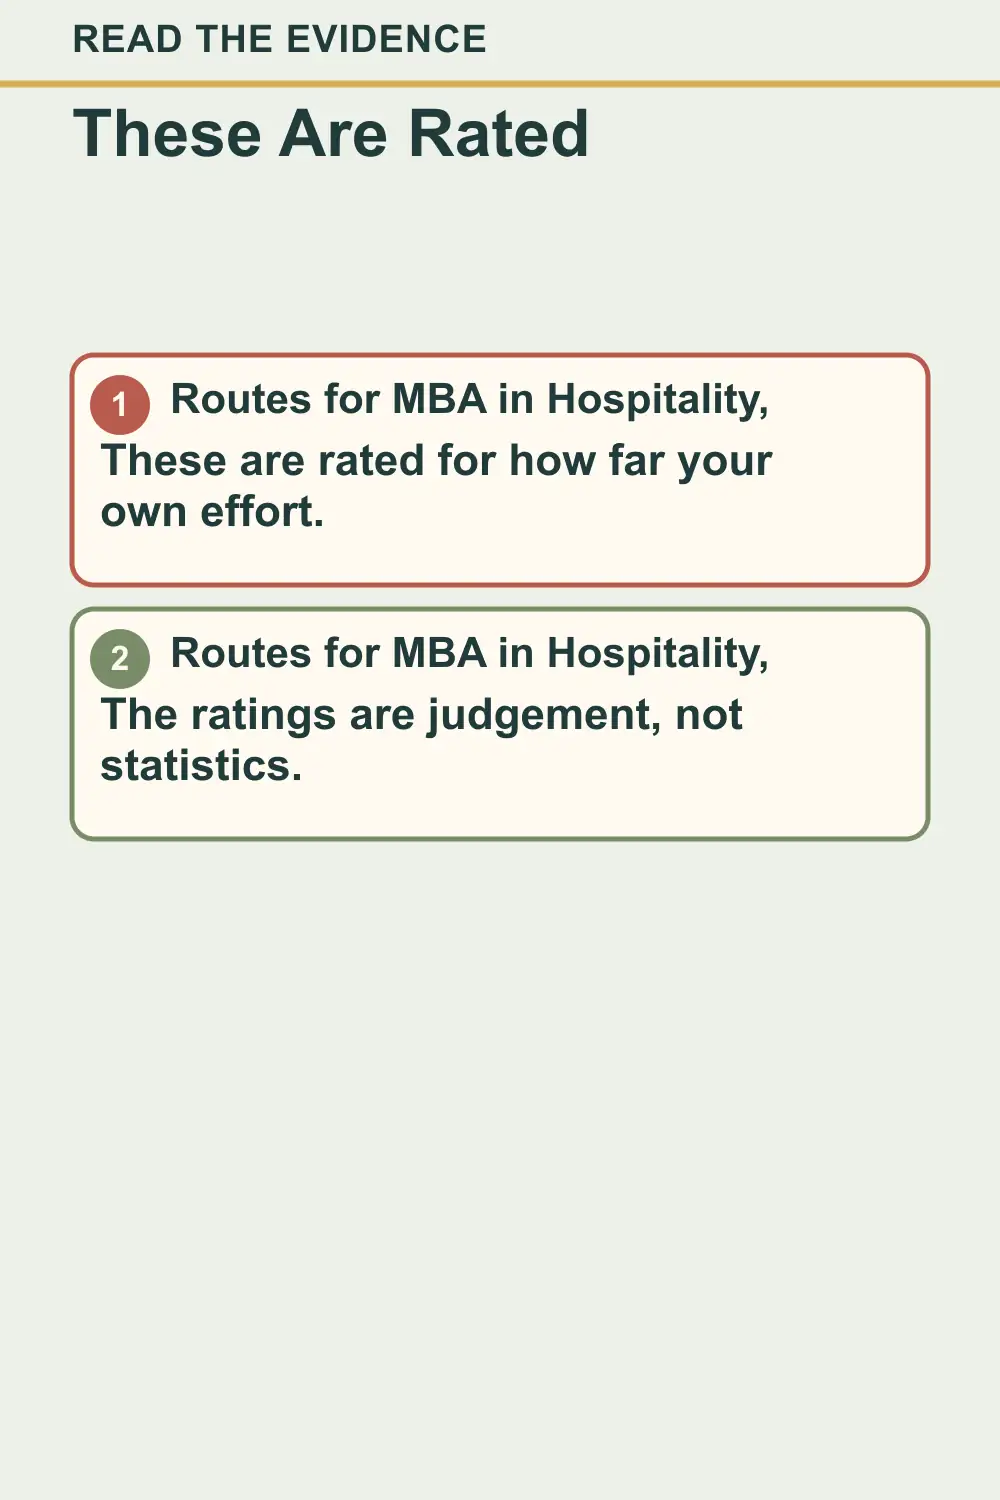 READ THE EVIDENCE
These Are Rated
1 Routes for MBA in Hospitality,
These are rated for how far your
own effort.
2 Routes for MBA in Hospitality,
The ratings are judgement, not
statistics.